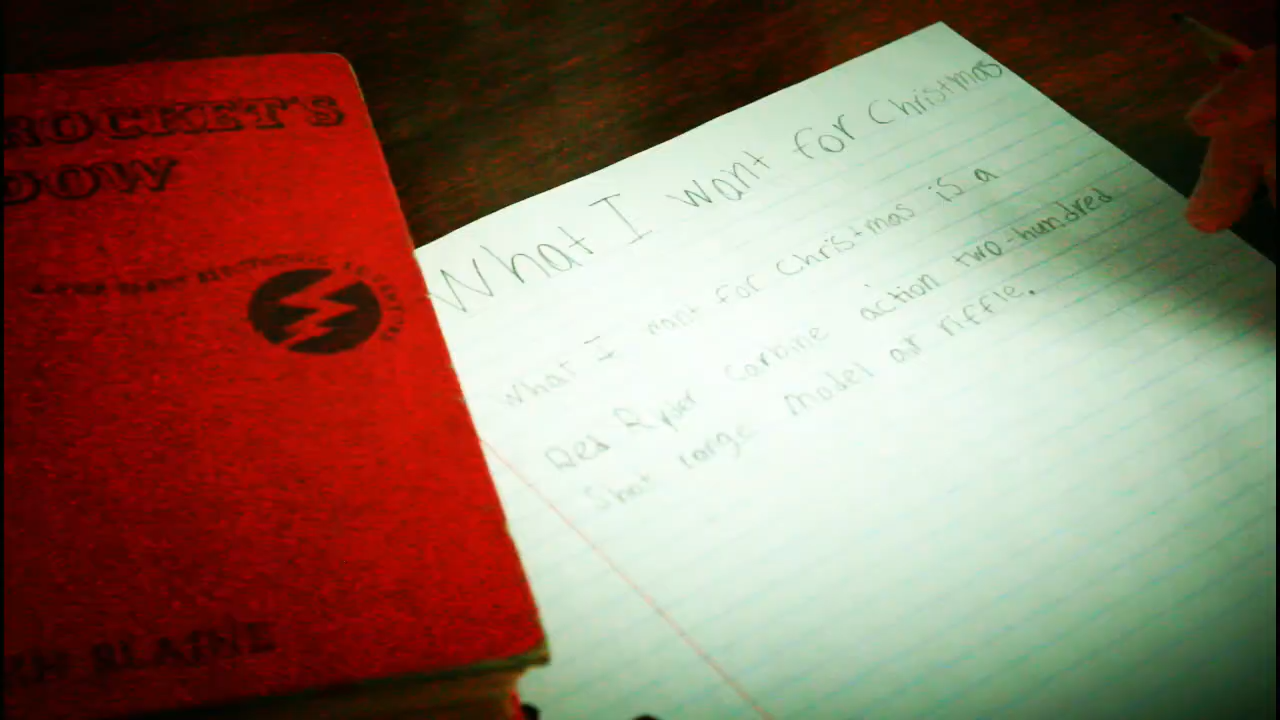 ROCKET'S
DOW
BLAINE
What I want for Christmas
What I want for Christmas is a
Red Ryder Carbine action two-hundred
Shot range Model air riffle.